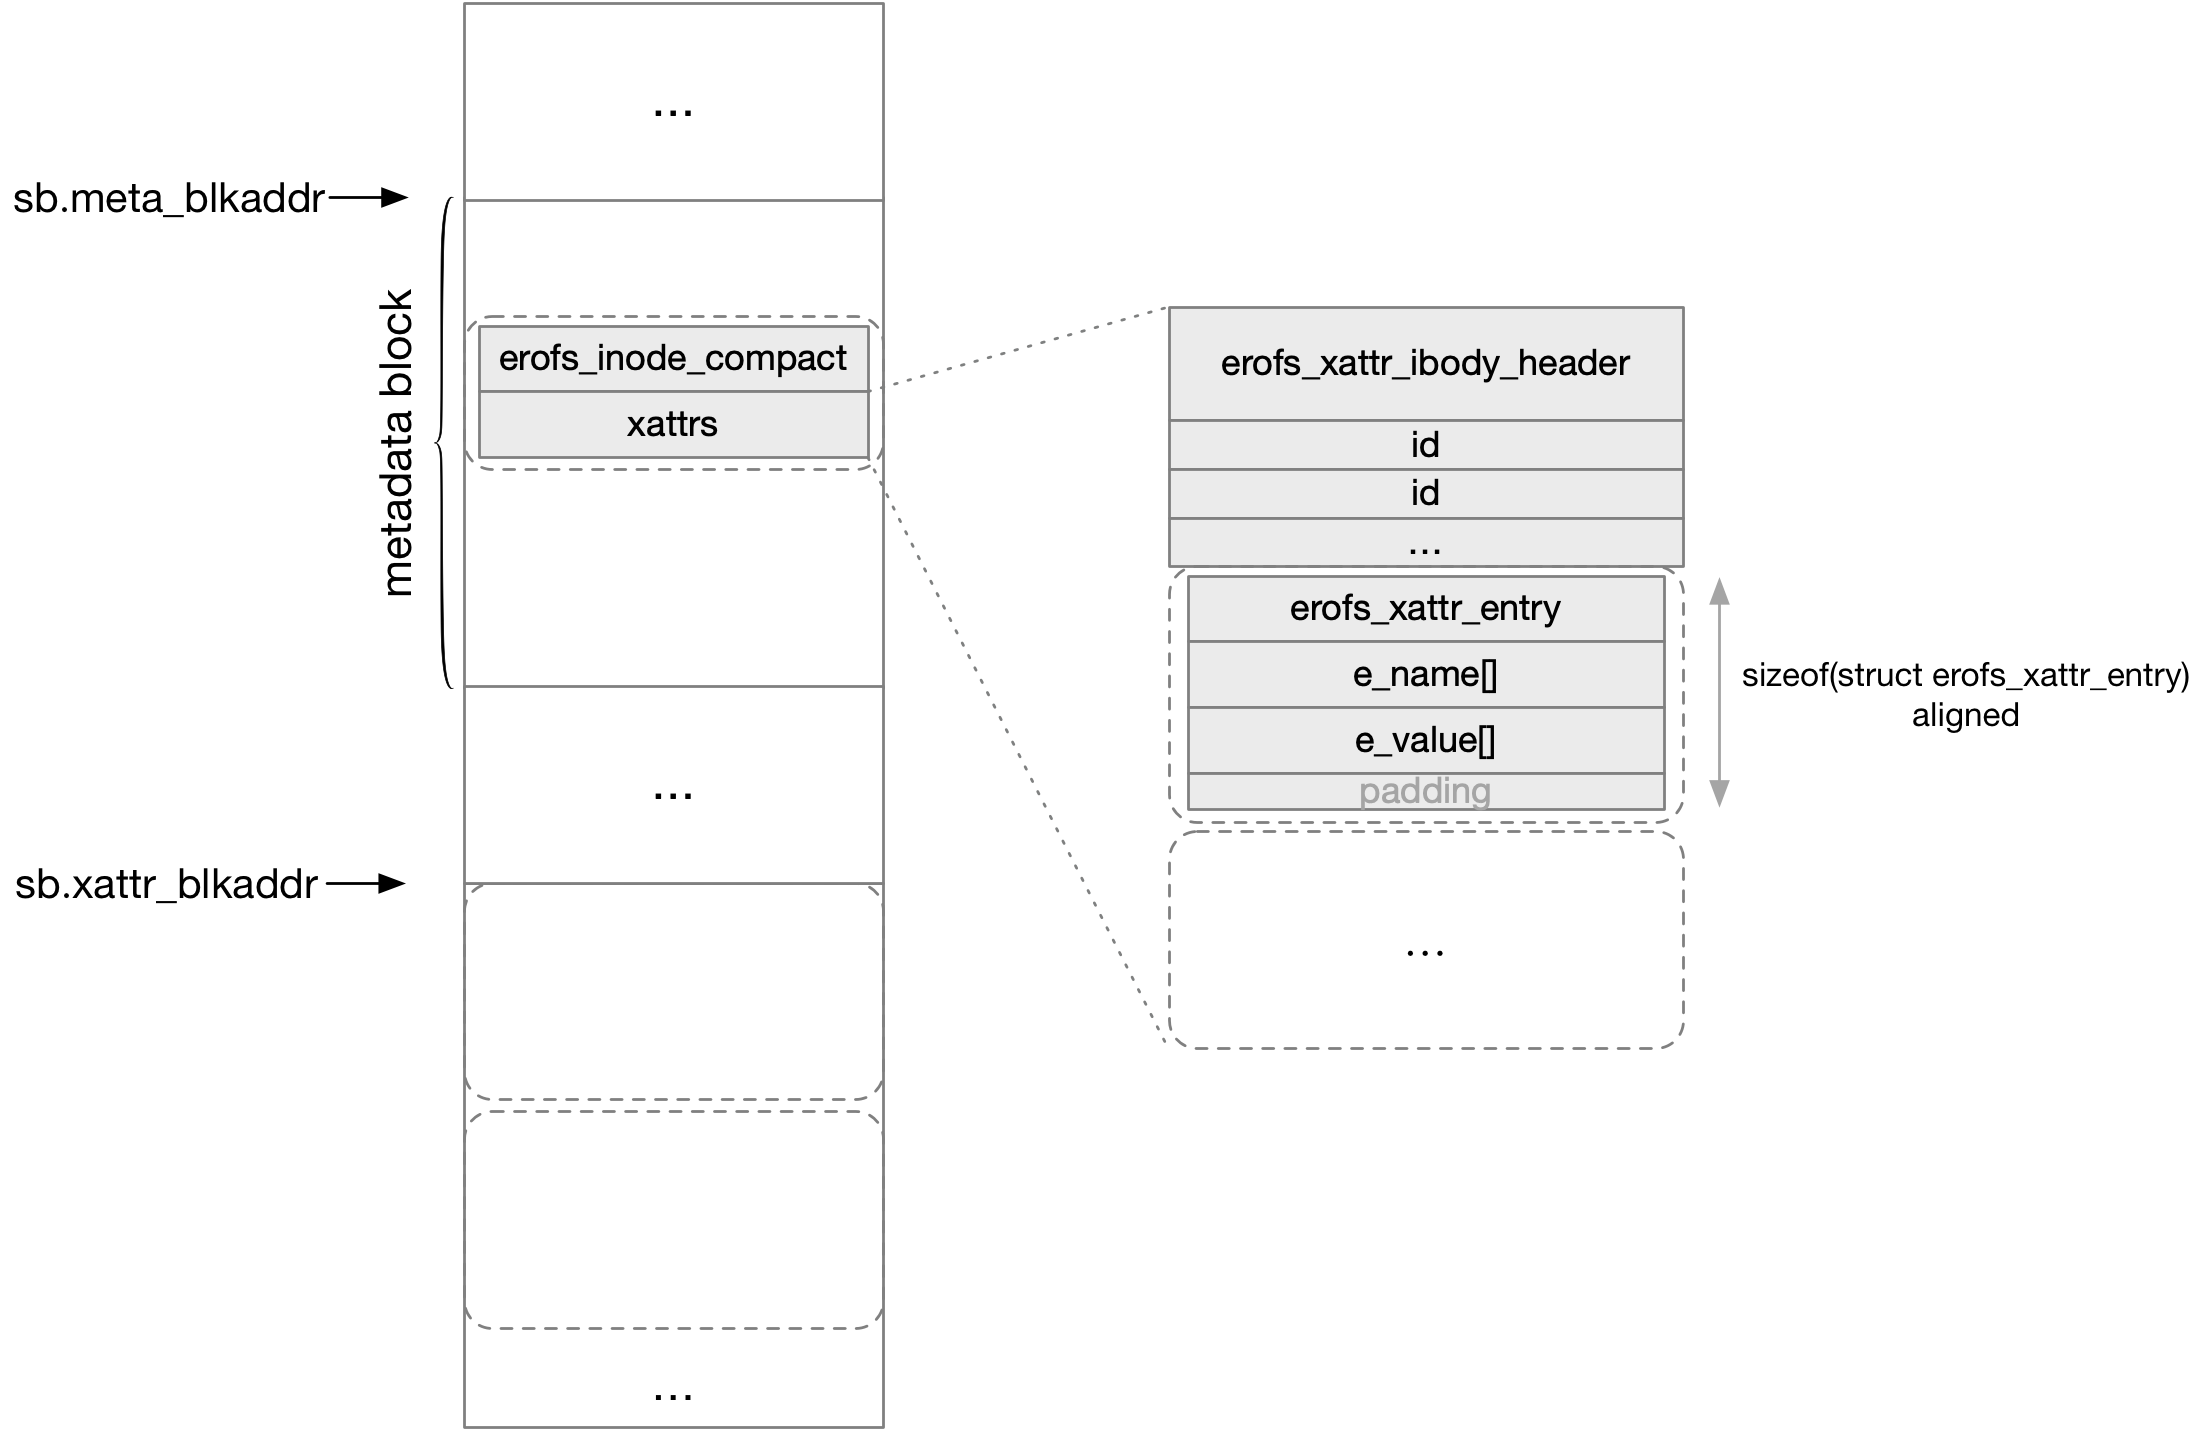 ...
sb.meta_blkaddr
metadata block
erofs_inode_compact
xattrs
...
sb.xattr_blkaddr
...
erofs_xattr_ibody_header
id
id
...
erofs_xattr_entry
e_name[]
e_value[]
padding
sizeof(struct erofs_xattr_entry)
aligned
...